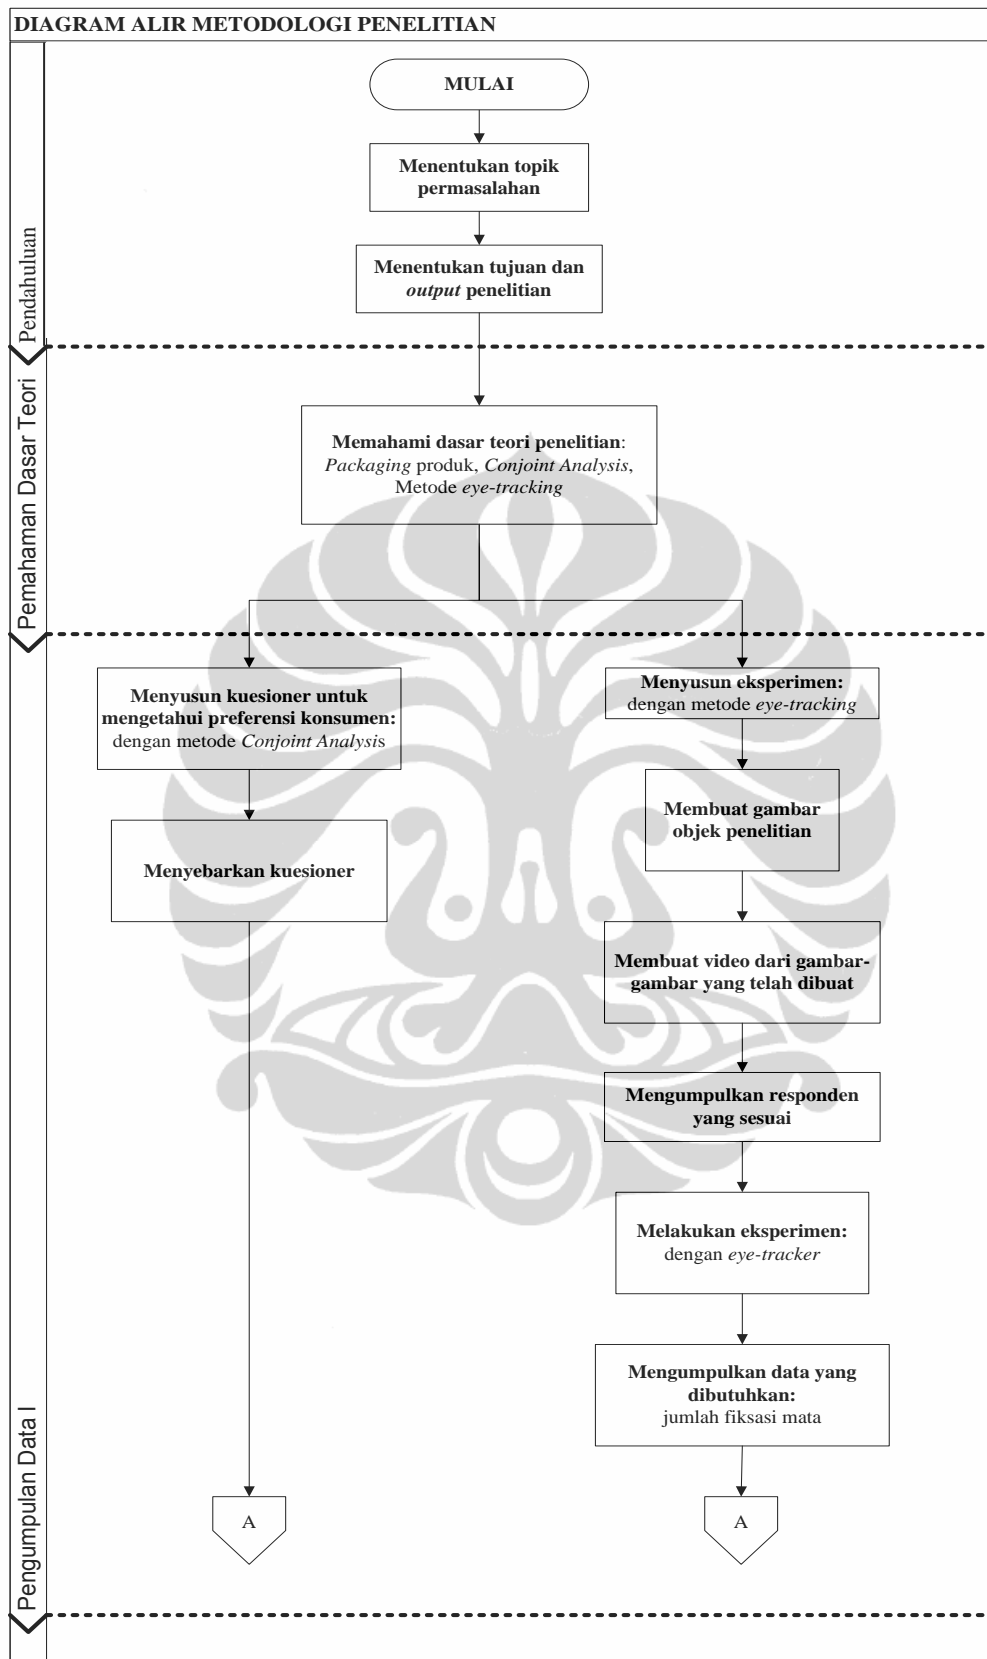 DIAGRAM ALIR METODOLOGI PENELITIAN
Pendahuluan
MULAI
Menentukan topik
permasalahan
Menentukan tujuan dan
output penelitian
Pemahaman Dasar Teori
Memahami dasar teori penelitian:
Packaging produk, Conjoint Analysis,
Metode eye-tracking
Pengumpulan Data I
Menyusun kuesioner untuk
mengetahui preferensi konsumen:
dengan metode Conjoint Analysis
Menyebarkan kuesioner
A
Menyusun eksperimen:
dengan metode eye-tracking
Membuat gambar
objek penelitian
Membuat video dari gambar-
gambar yang telah dibuat
Mengumpulkan responden
yang sesuai
Melakukan eksperimen:
dengan eye-tracker
Mengumpulkan data yang
dibutuhkan:
jumlah fiksasi mata
A